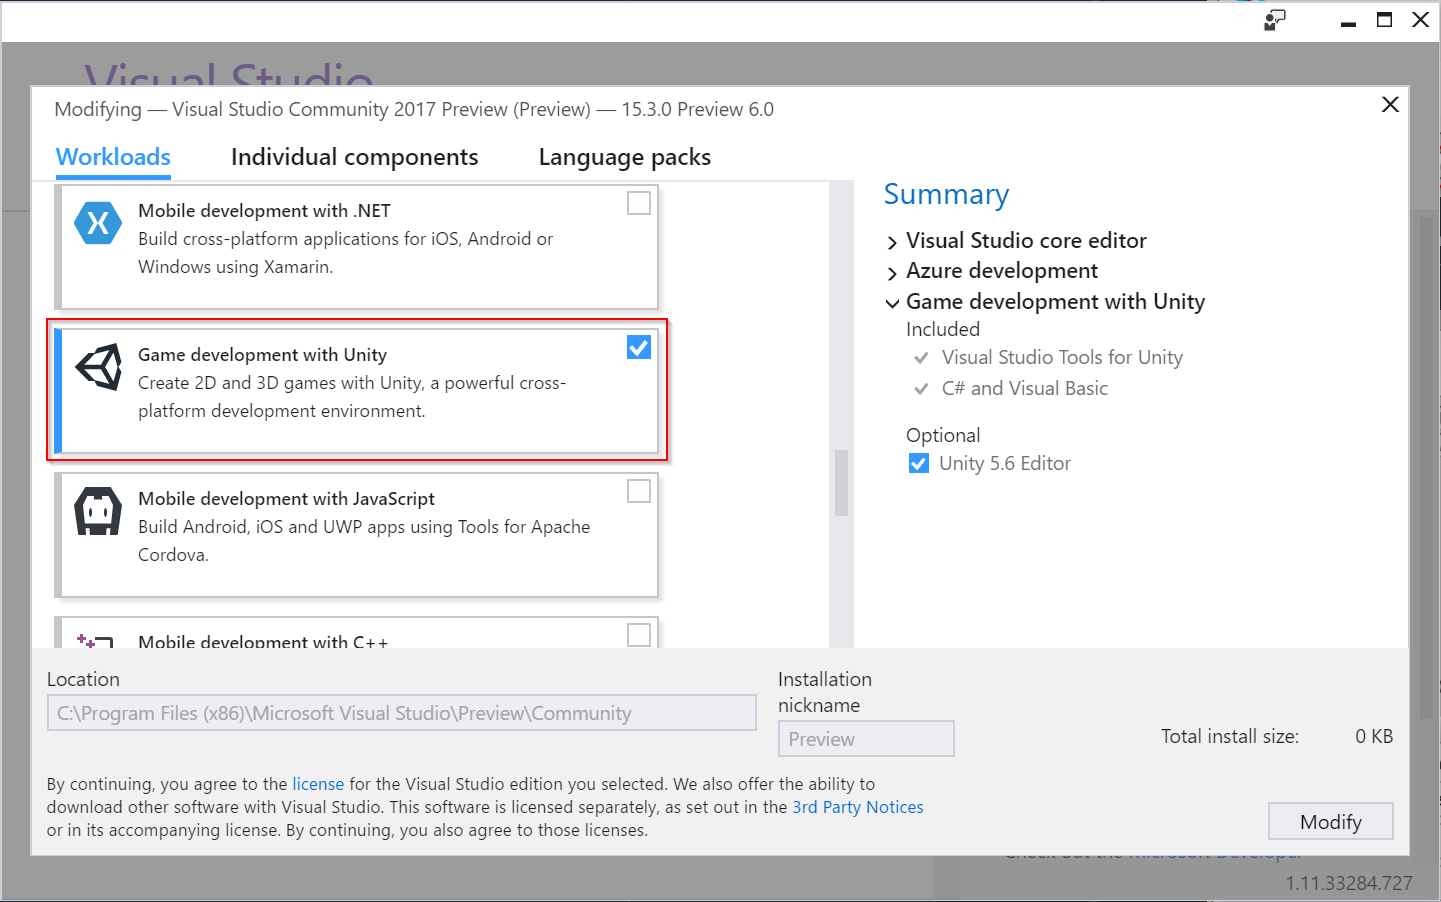 Visual Studio
Modifying — Visual Studio Community 2017 Preview (Preview) — 15.3.0 Preview 6.0
Workloads
Individual components
Language packs
Mobile development with .NET
Build cross-platform applications for iOS, Android or
Windows using Xamarin.
Game development with Unity
Create 2D and 3D games with Unity, a powerful cross-
platform development environment.
Mobile development with JavaScript
Build Android, iOS and UWP apps using Tools for Apache
Cordova.
Mobile development with C++
Summary
Visual Studio core editor
Azure development
Game development with Unity
Included
Visual Studio Tools for Unity
C# and Visual Basic
Optional
Unity 5.6 Editor
Location
C:\Program Files (x86)\Microsoft Visual Studio\Preview\Community
Installation
nickname
Preview
Total install size: 0 KB
By continuing, you agree to the license for the Visual Studio edition you selected. We also offer the ability to
download other software with Visual Studio. This software is licensed separately, as set out in the 3rd Party Notices
or in its accompanying license. By continuing, you also agree to those licenses.
Modify
Check out the Microsoft Developer
1.11.33284.727